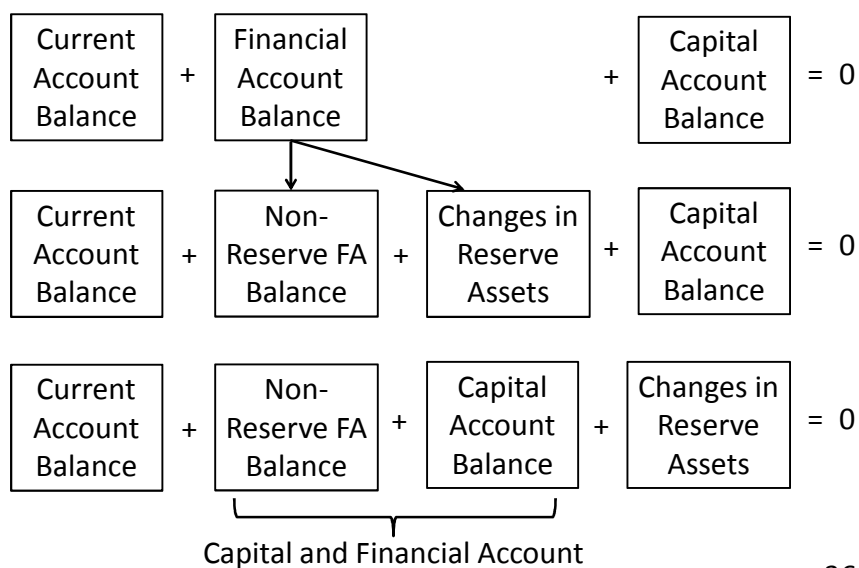 Current
Account
Balance
+
Financial
Account
Balance
+
Capital
Account
Balance
= 0
Current
Account
Balance
+
Non-
Reserve FA
Balance
+
Changes in
Reserve
Assets
+
Capital
Account
Balance
= 0
Current
Account
Balance
+
Non-
Reserve FA
Balance
+
Capital
Account
Balance
+
Changes in
Reserve
Assets
= 0
Capital and Financial Account